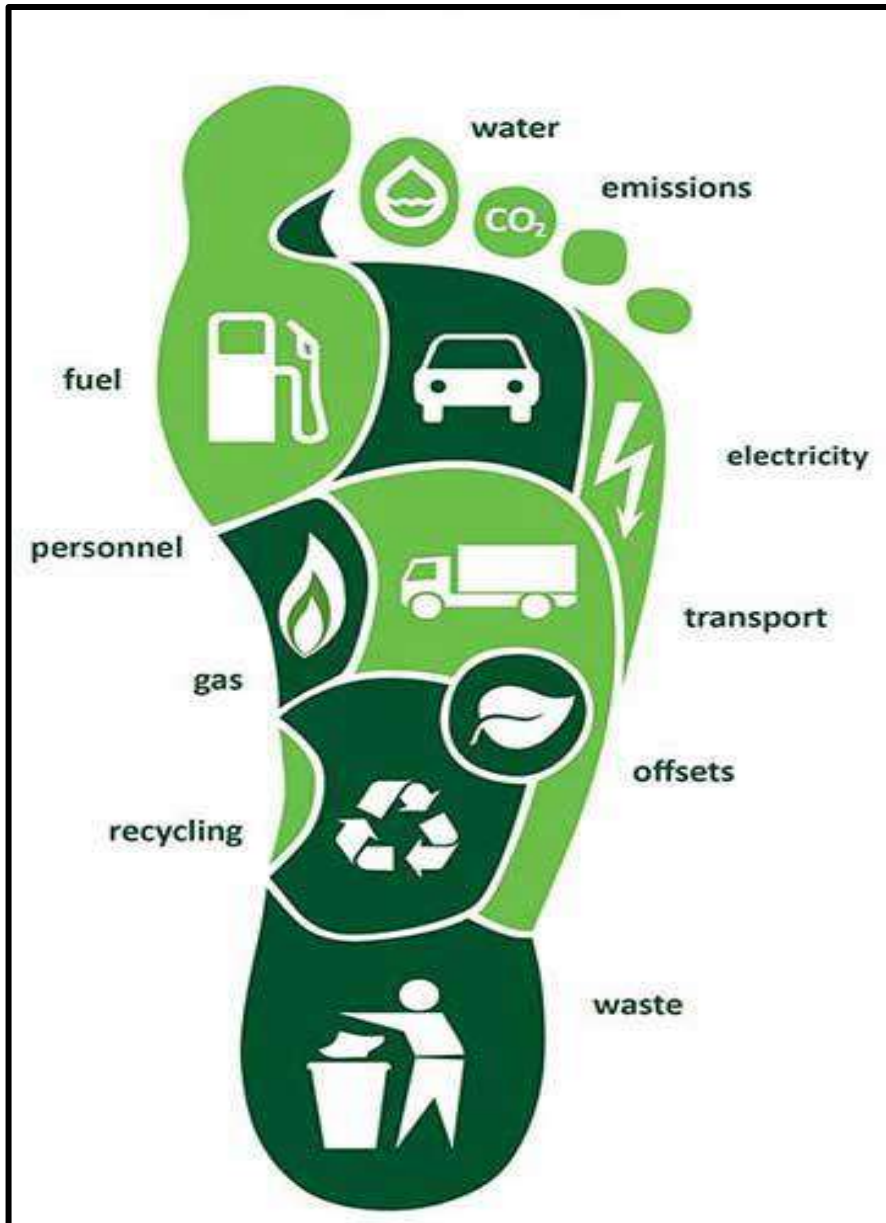 water
emissions
CO₂
fuel
electricity
personnel
transport
gas
offsets
recycling
waste